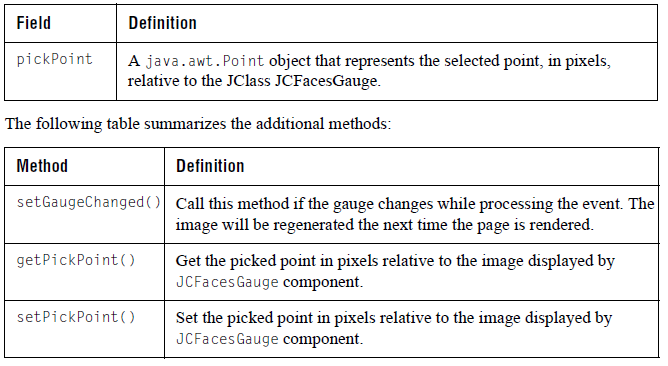 Field Definition
pickPoint A java.awt.Point object that represents the selected point, in pixels,
relative to the JClass JCFacesGauge.
The following table summarizes the additional methods:
Method Definition
setGaugeChanged() Call this method if the gauge changes while processing the event. The
image will be regenerated the next time the page is rendered.
getPickPoint() Get the picked point in pixels relative to the image displayed by
JCFacesGauge component.
setPickPoint() Set the picked point in pixels relative to the image displayed by
JCFacesGauge component.